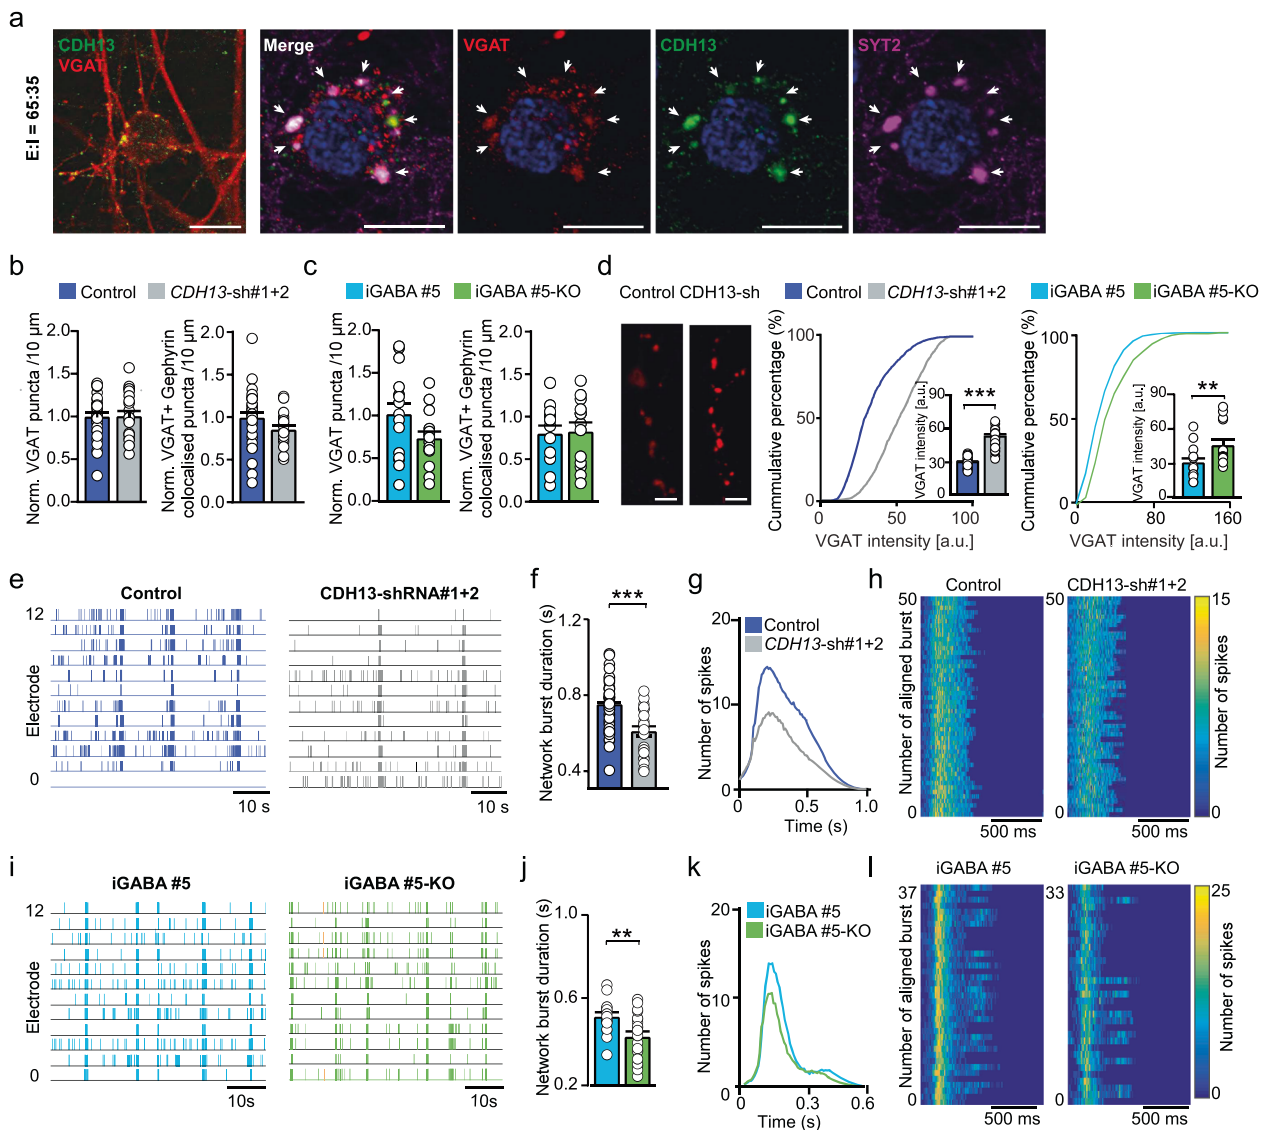 a
E:I = 65:35
CDH13
VGAT
Merge
VGAT
CDH13
SYT2
b
Control
CDH13-sh#1+2
Norm. VGAT puncta /10 µm
2.0
1.5
1.0
0.5
0.0
Norm. VGAT+ Gephyrin
colocalised puncta /10 µm
2.0
1.5
1.0
0.5
0.0
c
iGABA #5
iGABA #5-KO
Norm. VGAT puncta /10 µm
2.0
1.5
1.0
0.5
0.0
Norm. VGAT+ Gephyrin
colocalised puncta /10 µm
2.0
1.5
1.0
0.5
0.0
d
Control CDH13-sh
Control
CDH13-sh#1+2
Cummulative percentage (%)
100
50
0
0
50
100
VGAT intensity [a.u.]
VGAT intensity [a.u.]
90
60
30
0
***
iGABA #5
iGABA #5-KO
Cummulative percentage (%)
100
50
0
0
80
160
VGAT intensity [a.u.]
VGAT intensity [a.u.]
90
60
30
0
**
e
Control
CDH13-shRNA#1+2
12
Electrode
0
10 s
10 s
f
***
Network burst duration (s)
1.2
0.8
0.4
g
Control
CDH13-sh#1+2
Number of spikes
20
10
0
0
0.5
1.0
Time (s)
h
Control
CDH13-sh#1+2
Number of aligned burst
50
0
50
0
500 ms
500 ms
15
0
Number of spikes
i
iGABA #5
iGABA #5-KO
12
Electrode
0
10s
10s
j
**
Network burst duration (s)
1.0
0.6
0.2
k
iGABA #5
iGABA #5-KO
Number of spikes
20
10
0
0
0.3
0.6
Time (s)
l
iGABA #5
iGABA #5-KO
Number of aligned burst
37
0
33
0
500 ms
500 ms
25
0
Number of spikes